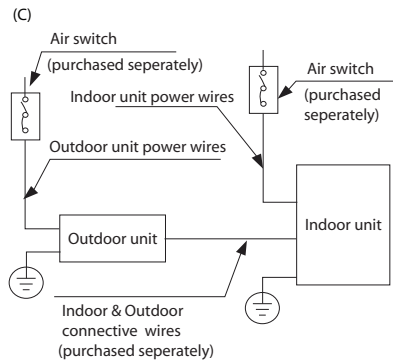 (C)
Air switch
(purchased seperately)
Air switch
(purchased
seperately)
Indoor unit power wires
Outdoor unit power wires
Outdoor unit
Indoor unit
Indoor & Outdoor
connective wires
(purchased seperately)